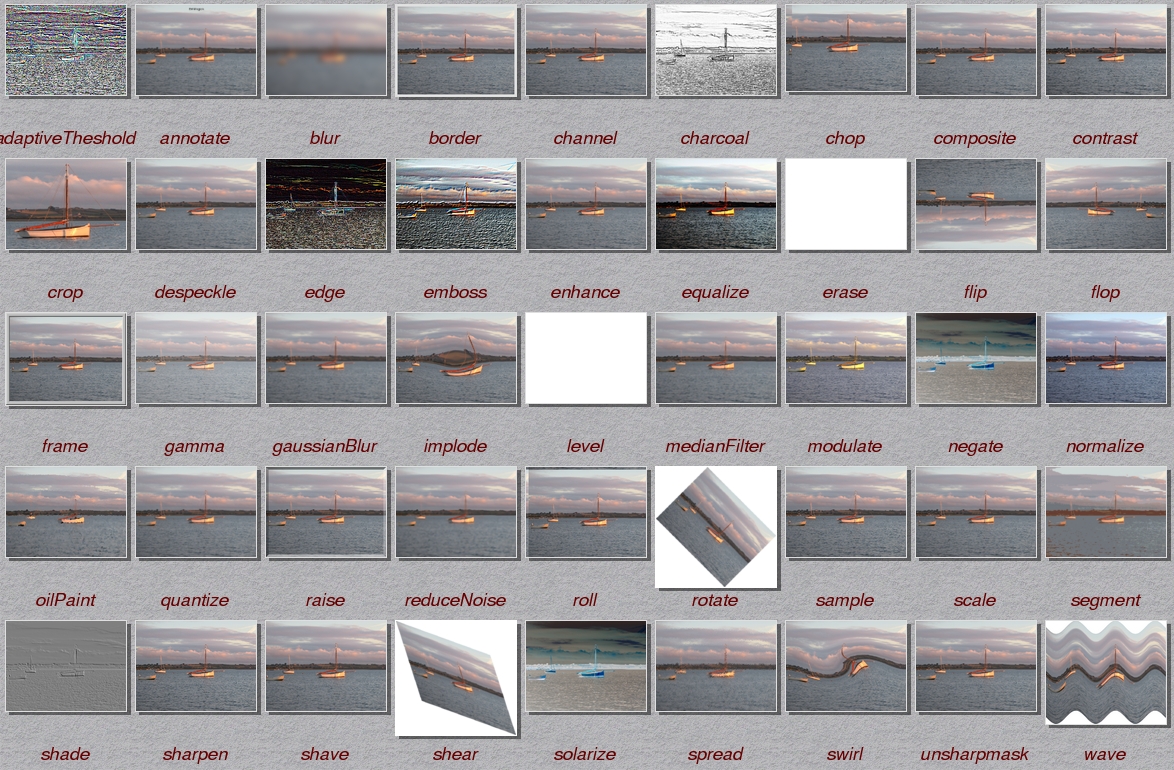 adaptiveTheshold annotate blur border channel charcoal chop composite contrast
crop despeckle edge emboss enhance equalize erase flip flop
frame gamma gaussianBlur implode level medianFilter modulate negate normalize
oilPaint quantize raise reduceNoise roll rotate sample scale segment
shade sharpen shave shear solarize spread swirl unsharpmask wave